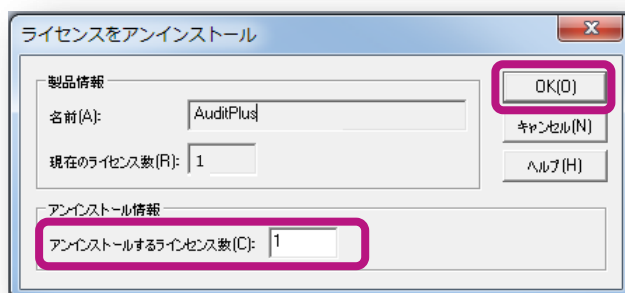 ライセンスをアンインストール
製品情報
名前(A): AuditPlus
現在のライセンス数(R): 1
OK(O)
キャンセル(N)
ヘルプ(H)
アンインストール情報
アンインストールするラインセンス数(C): 1